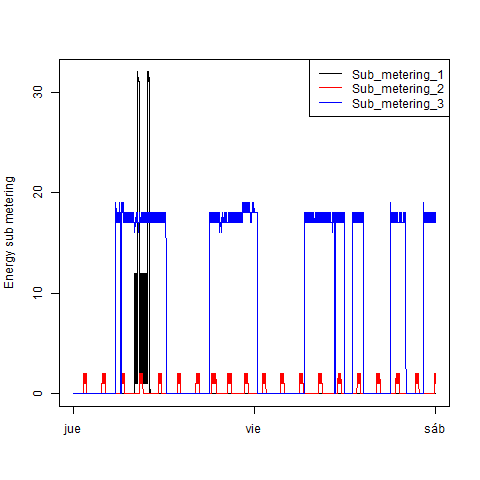 Sub_metering_1
Sub_metering_2
Sub_metering_3
Energy sub metering
30
20
10
0
jue
vie
sáb